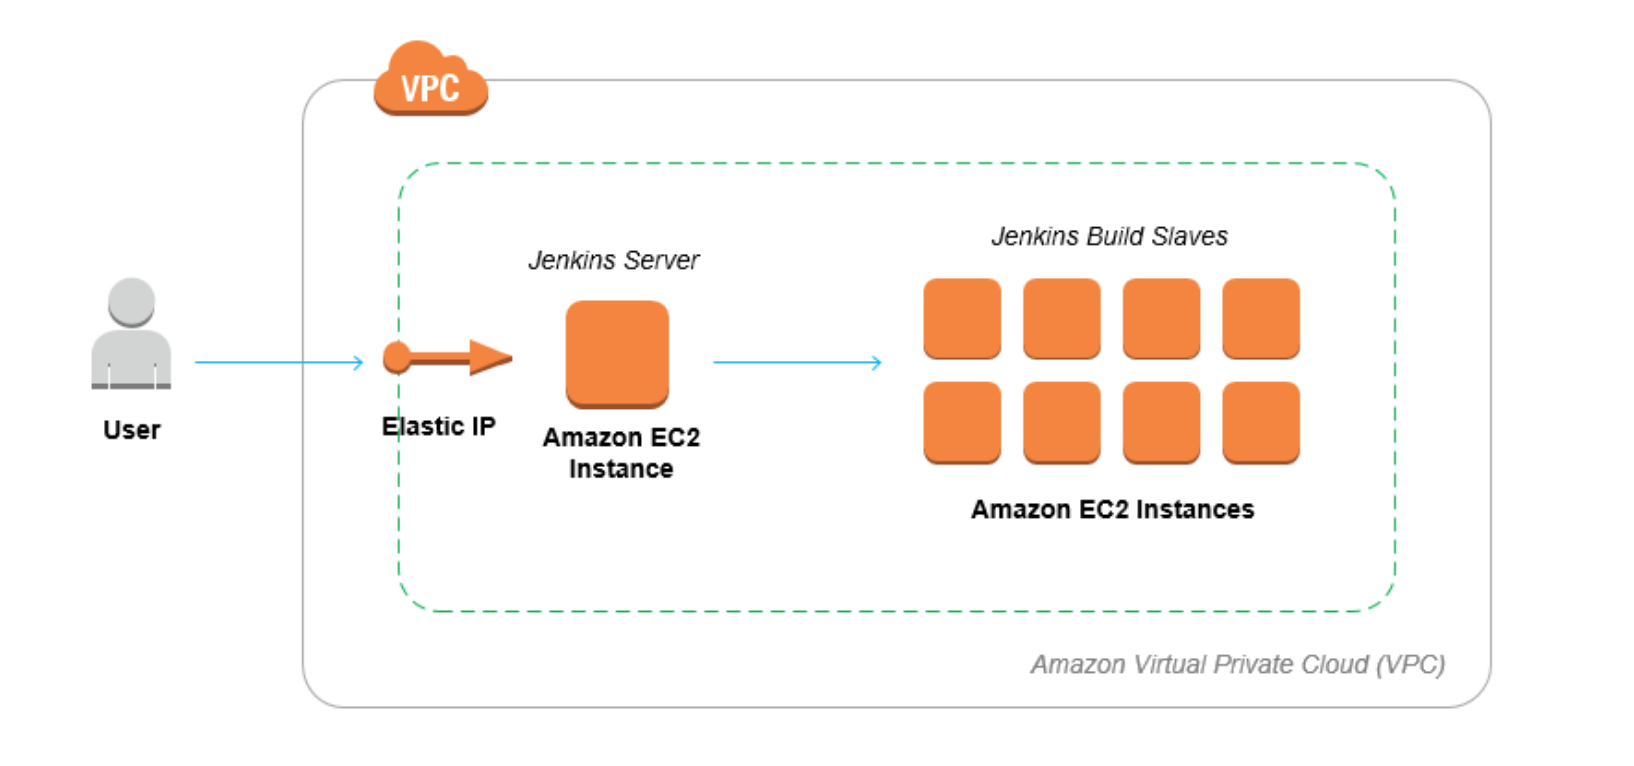 VPC
Jenkins Server
Jenkins Build Slaves
User
Elastic IP
Amazon EC2
Instance
Amazon EC2 Instances
Amazon Virtual Private Cloud (VPC)